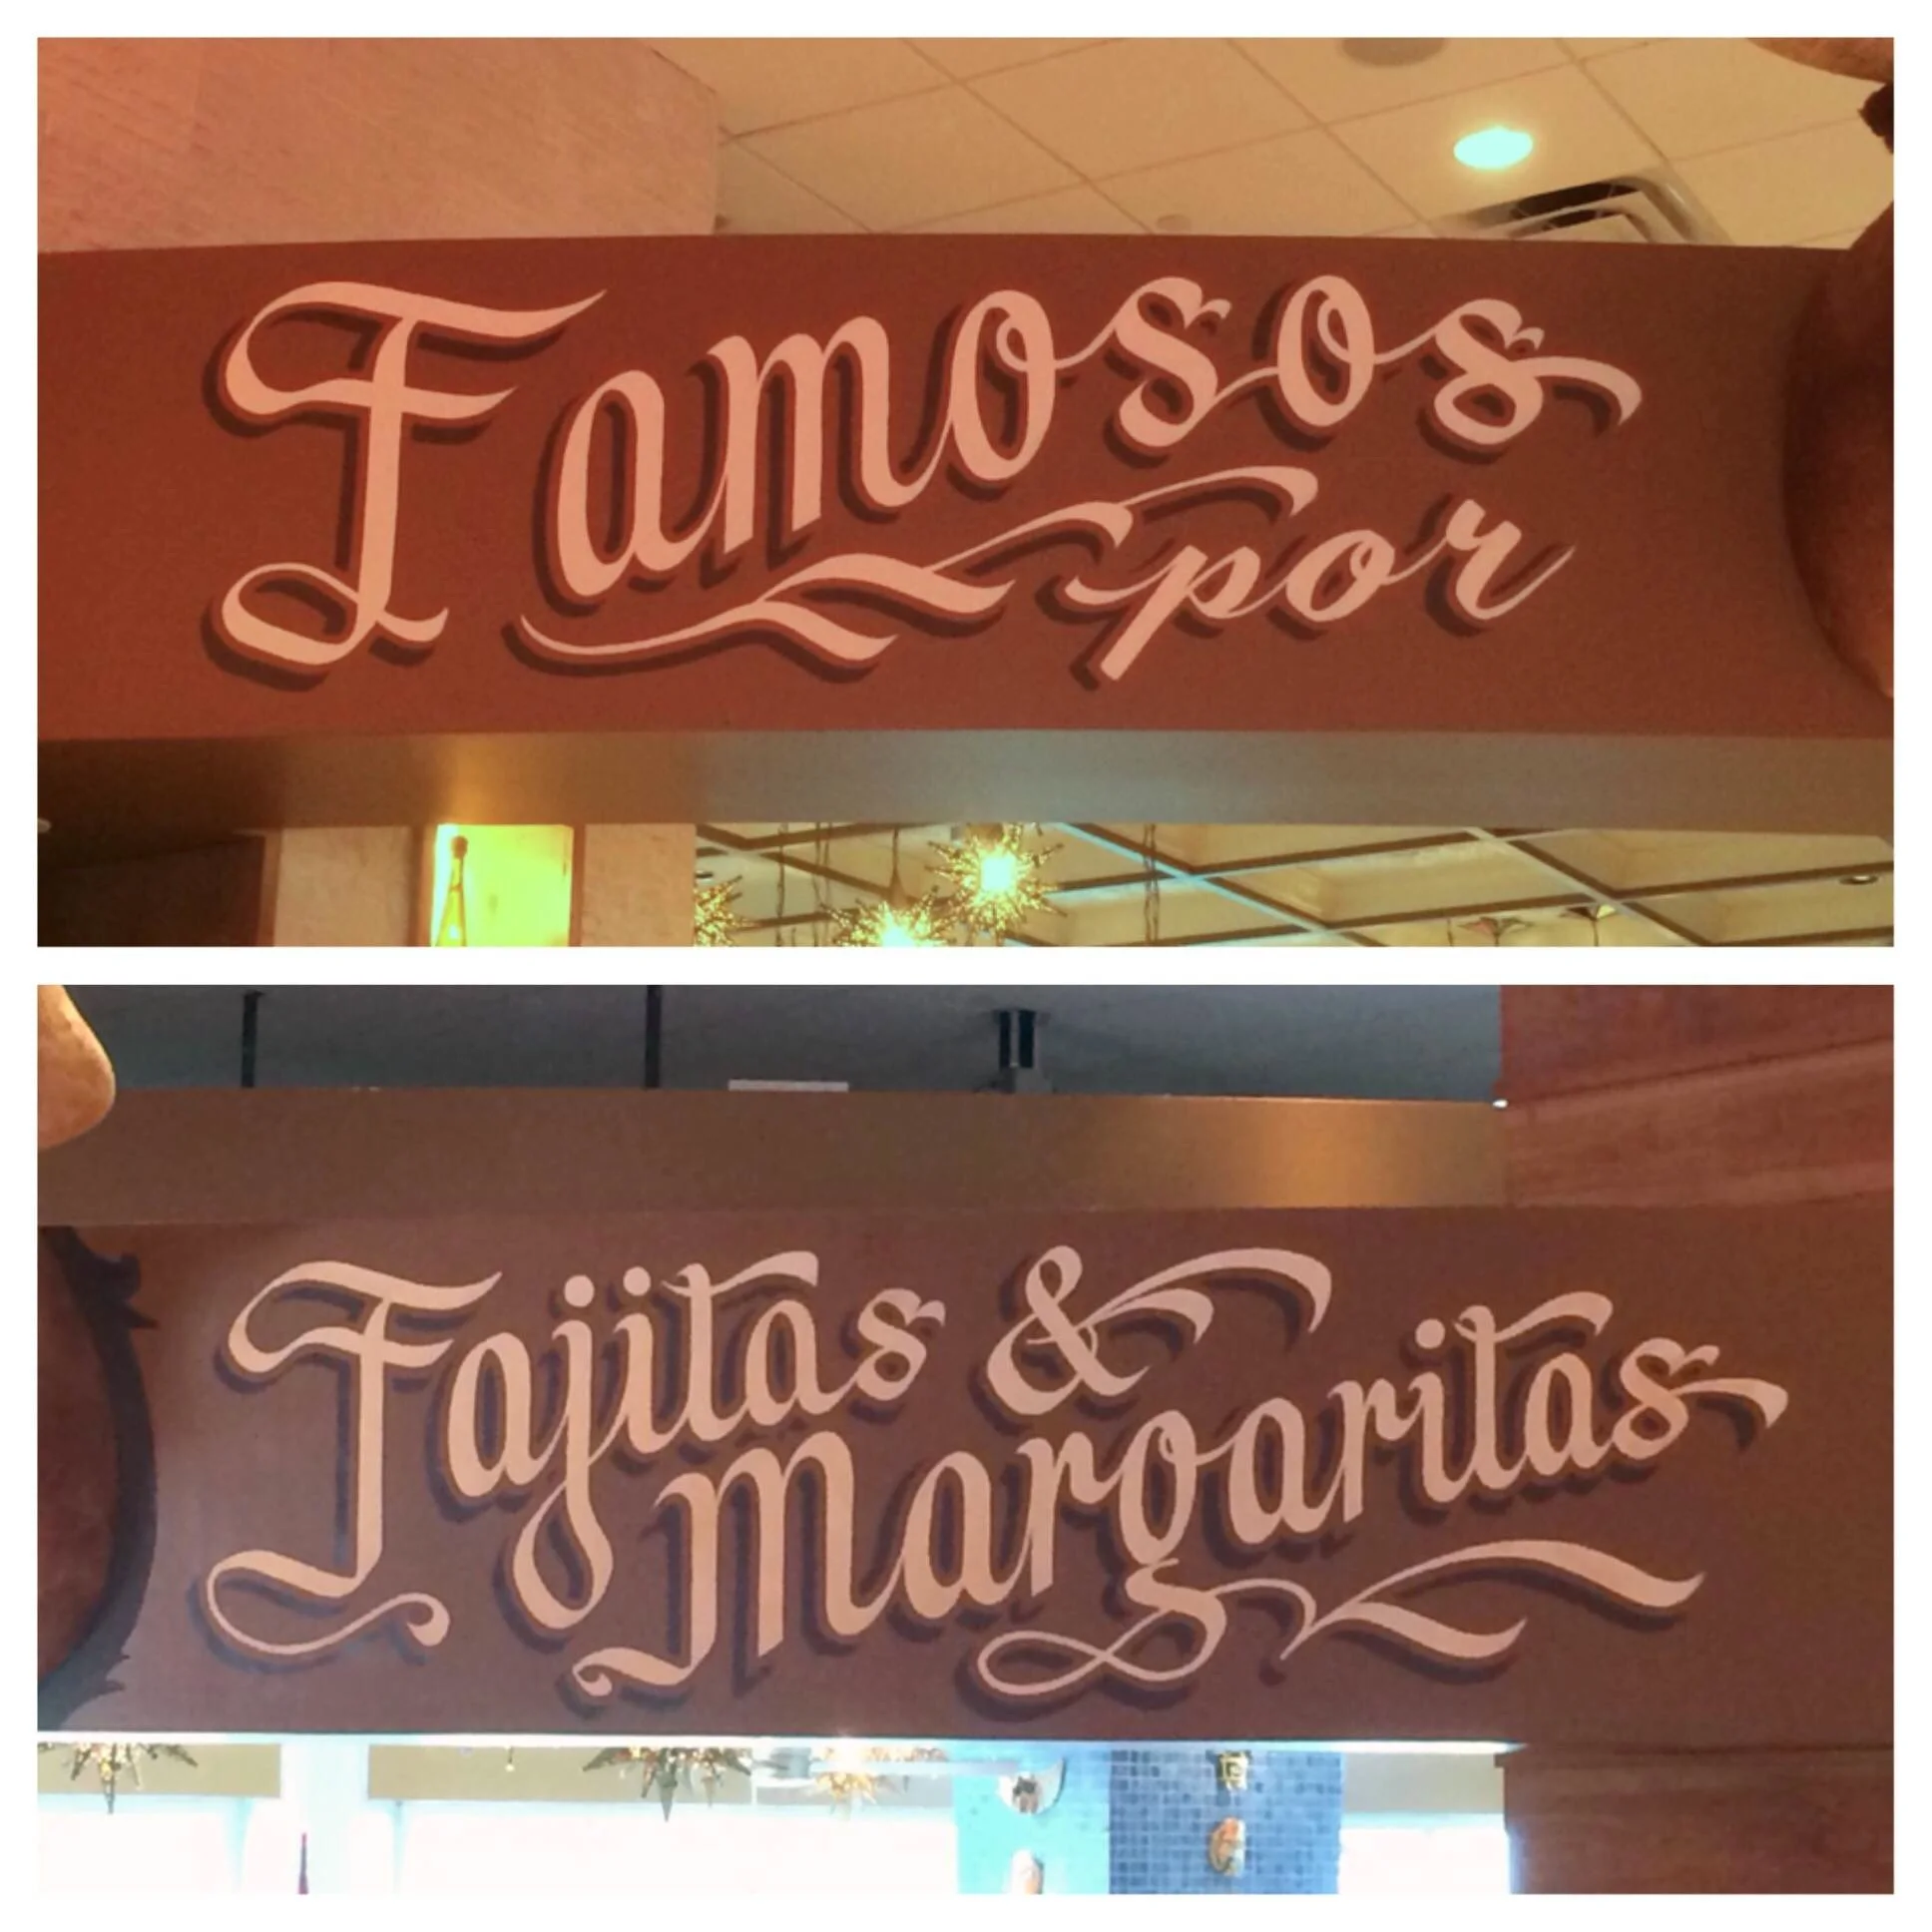 Famosos
por
Fajitas &
Margaritas